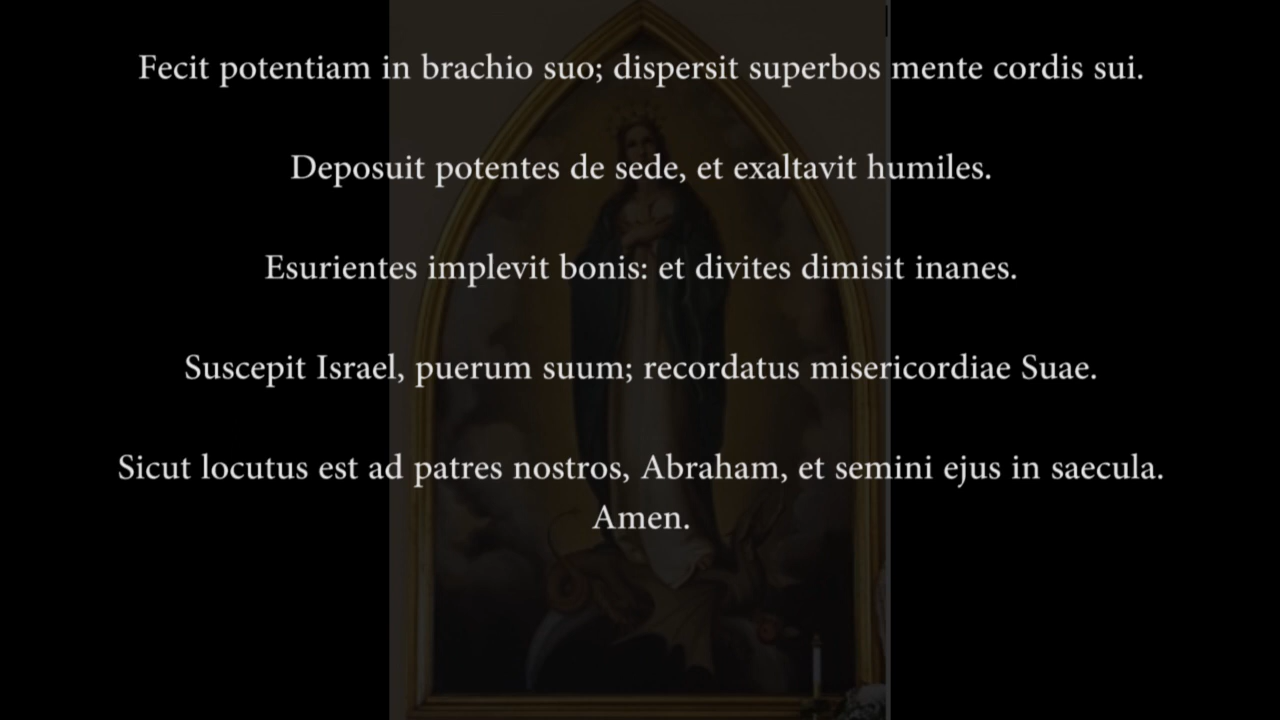 Fecit potentiam in brachio suo; dispersit superbos mente cordis sui.
Deposuit potentes de sede, et exaltavit humiles.
Esurientes implevit bonis: et divites dimisit inanes.
Suscepit Israel, puerum suum; recordatus misericordiae Suae.
Sicut locutus est ad patres nostros, Abraham, et semini ejus in saecula.
Amen.